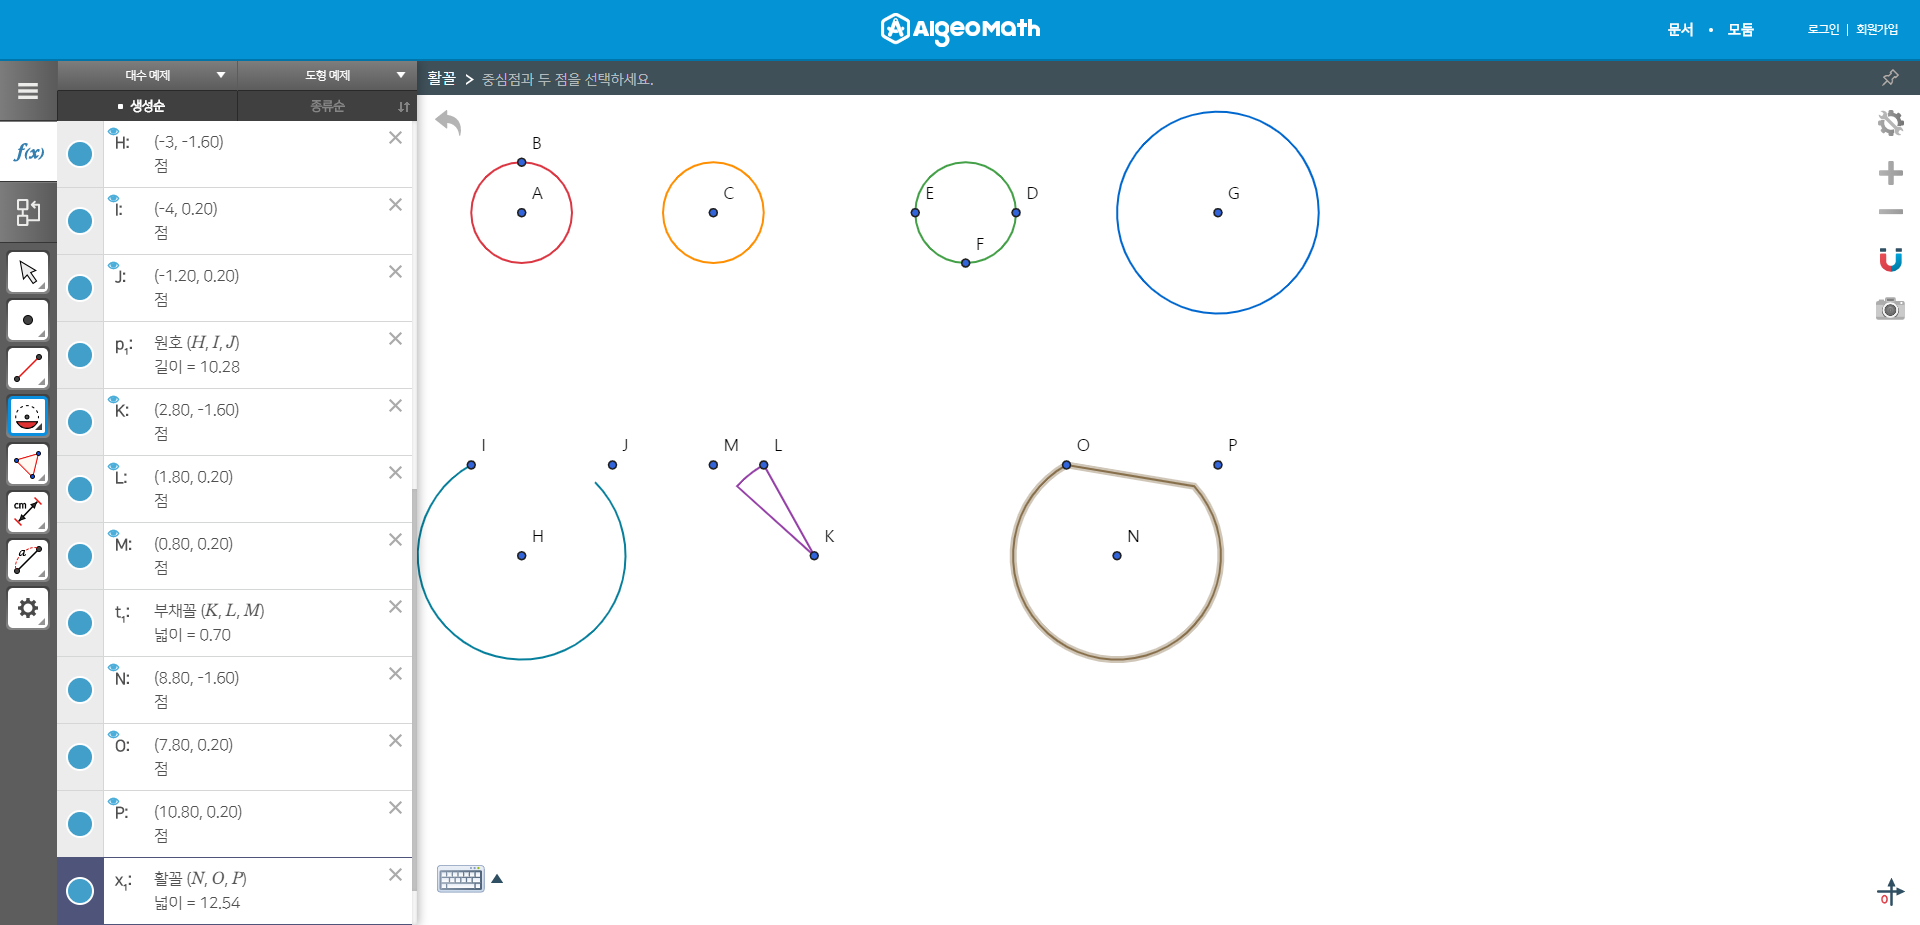 AlgeoMath
문서 • 모둠
로그인 | 회원가입
대수 예제
도형 예제
활꼴 > 중심점과 두 점을 선택하세요.
생성순
종류순
f(x)
H: (-3, -1.60)
점
I: (-4, 0.20)
점
J: (-1.20, 0.20)
점
p1: 원호 (H, I, J)
길이 = 10.28
K: (2.80, -1.60)
점
L: (1.80, 0.20)
점
M: (0.80, 0.20)
점
t1: 부채꼴 (K, L, M)
넓이 = 0.70
N: (8.80, -1.60)
점
O: (7.80, 0.20)
점
P: (10.80, 0.20)
점
x1: 활꼴 (N, O, P)
넓이 = 12.54
cm
a
B
A
C
E
D
F
G
I
J
M
L
O
P
H
K
N
0